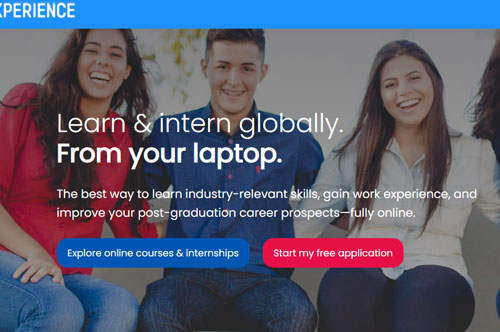 Learn & intern globally.
From your laptop.
The best way to learn industry-relevant skills, gain work experience, and
improve your post-graduation career prospects—fully online.
Explore online courses & internships
Start my free application